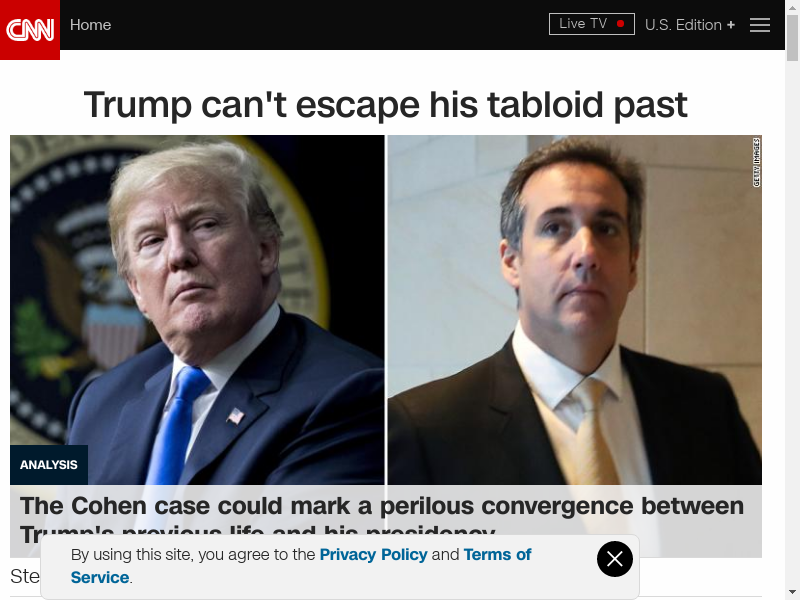 CNN
Home
Live TV
U.S. Edition +
Trump can't escape his tabloid past
GETTY IMAGES
ANALYSIS
The Cohen case could mark a perilous convergence between
Trump's previous life and his presidency
By using this site, you agree to the Privacy Policy and Terms of
Service.
Ste